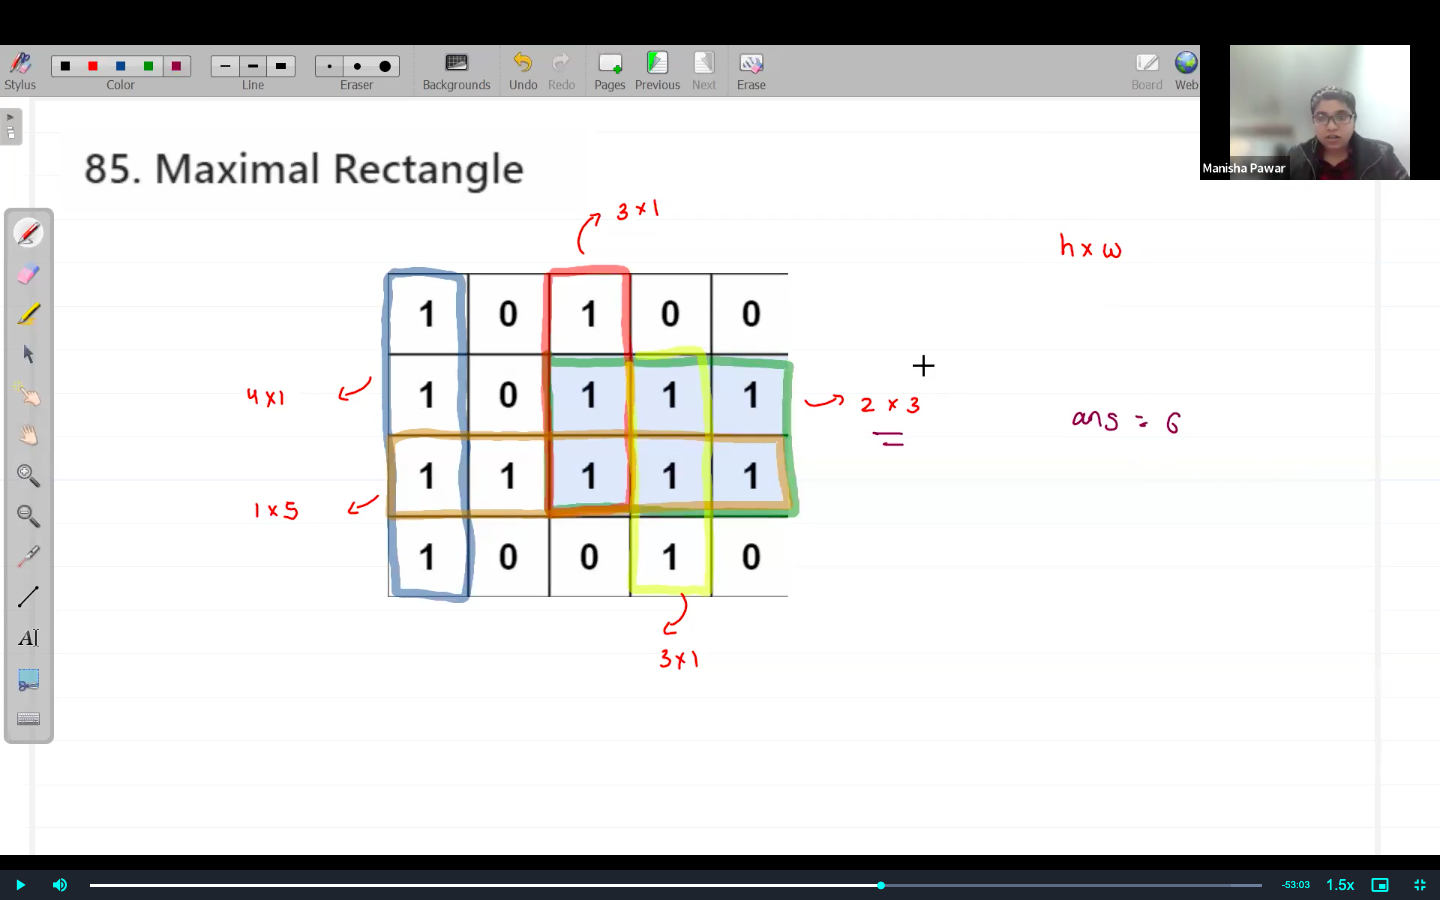 Stylus
Color
Line
Eraser
Backgrounds
Undo
Redo
Pages
Previous
Next
Erase
Board
Web
Manisha Pawar
85. Maximal Rectangle
3 x 1
h x w
1 0 1 0 0
1 0 1 1 1
4 x 1
2 x 3
ans = 6
1 1 1 1 1
1 x 5
1 0 0 1 0
3 x 1
AI
-53:03
1.5x